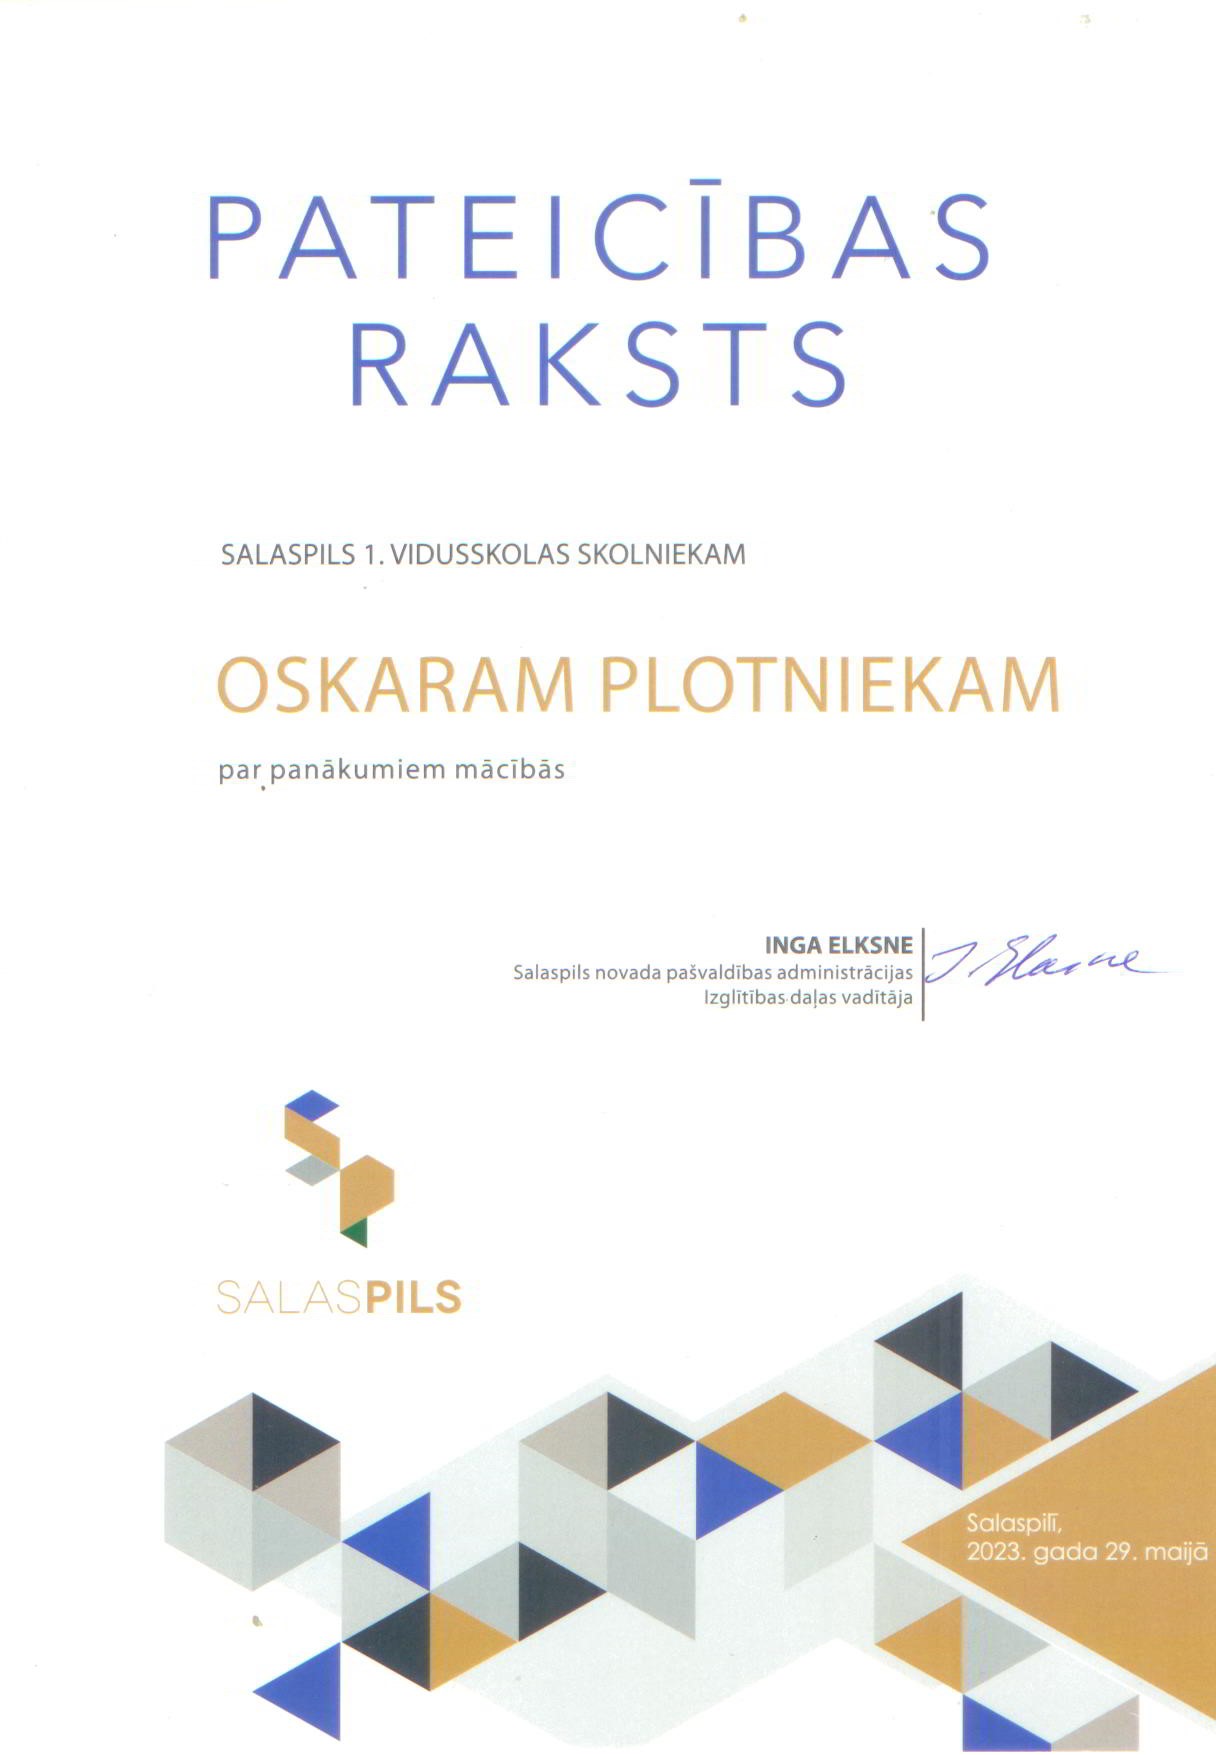 PATEICĪBAS
RAKSTS
SALASPILS 1. VIDUSSKOLAS SKOLNIEKAM
OSKARAM PLOTNIEKAM
par panākumiem mācībās
INGA ELKSNE
Salaspils novada pašvaldības administrācijas
Izglītības daļas vadītāja
SALASPILS
Salaspilī,
2023. gada 29. maijā